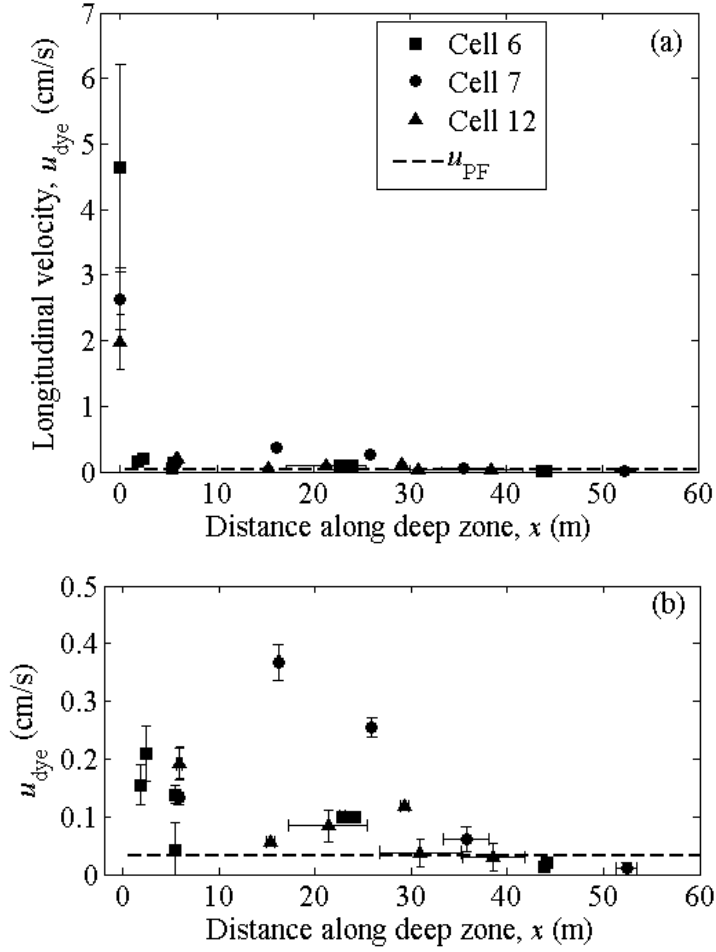 (a)
Cell 6
Cell 7
Cell 12
u_PF
Longitudinal velocity, u_dye (cm/s)
7
6
5
4
3
2
1
0
0 10 20 30 40 50 60
Distance along deep zone, x (m)
(b)
u_dye (cm/s)
0.5
0.4
0.3
0.2
0.1
0
0 10 20 30 40 50 60
Distance along deep zone, x (m)